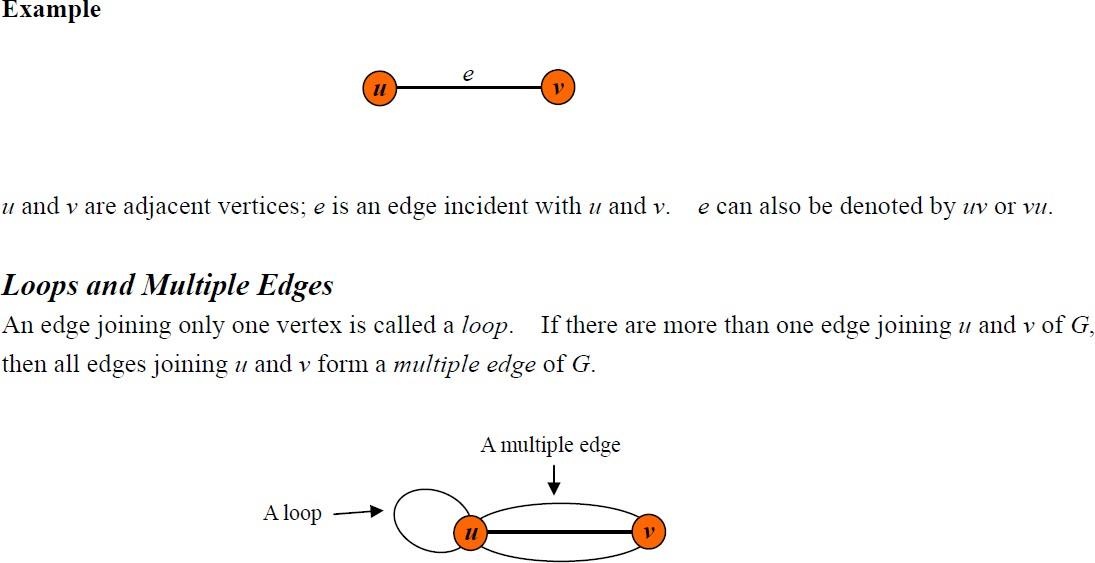 Example
e
u v
u and v are adjacent vertices; e is an edge incident with u and v. e can also be denoted by uv or vu.
Loops and Multiple Edges
An edge joining only one vertex is called a loop. If there are more than one edge joining u and v of G,
then all edges joining u and v form a multiple edge of G.
A multiple edge
A loop
u v